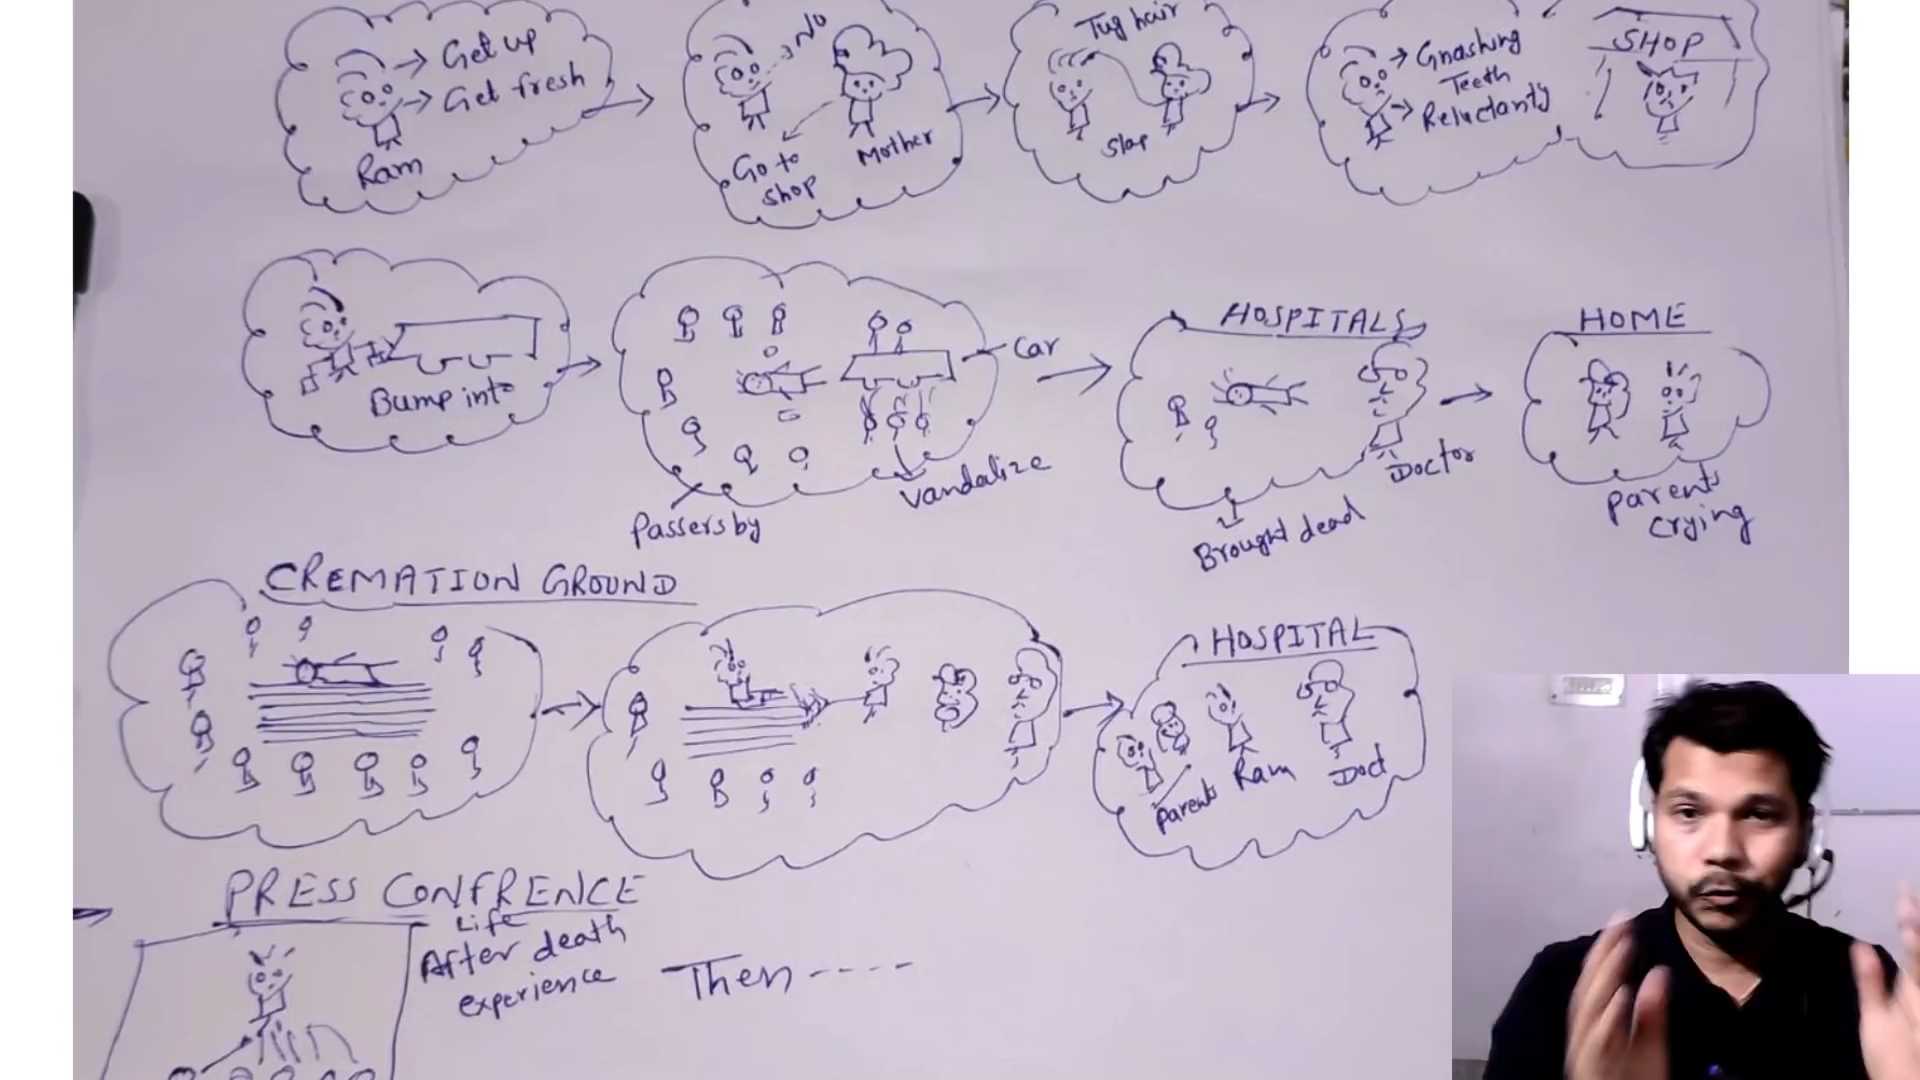 Get up
Get fresh
Ram
No
Go to
shop
Mother
Tug hair
Slap
Gnashing
Teeth
Reluctantly
SHOP
Bump into
Car
Vandalize
Passers by
HOSPITALS
Doctor
Brought dead
HOME
Parents
Crying
CREMATION GROUND
HOSPITAL
Parents
Ram
Doct
PRESS CONFRENCE
Life
After death
experience
Then ----